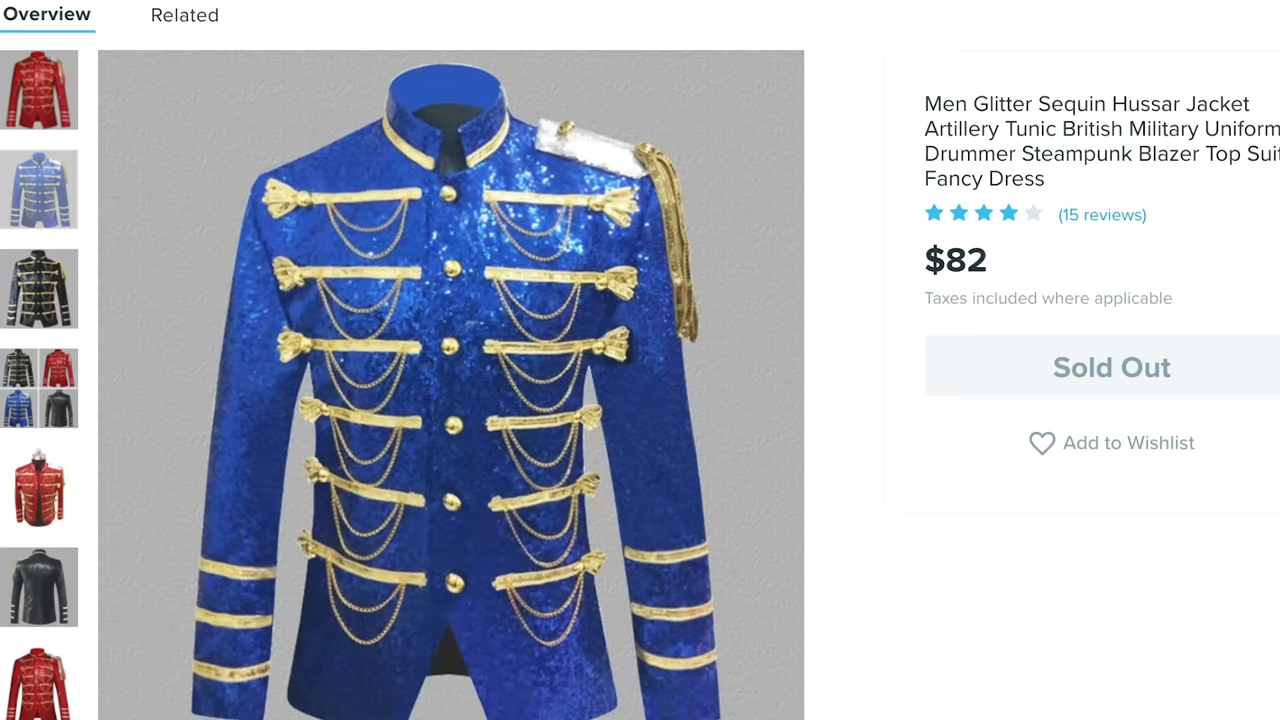 Overview
Related
Men Glitter Sequin Hussar Jacket
Artillery Tunic British Military Uniform
Drummer Steampunk Blazer Top Suit
Fancy Dress
(15 reviews)
$82
Taxes included where applicable
Sold Out
Add to Wishlist